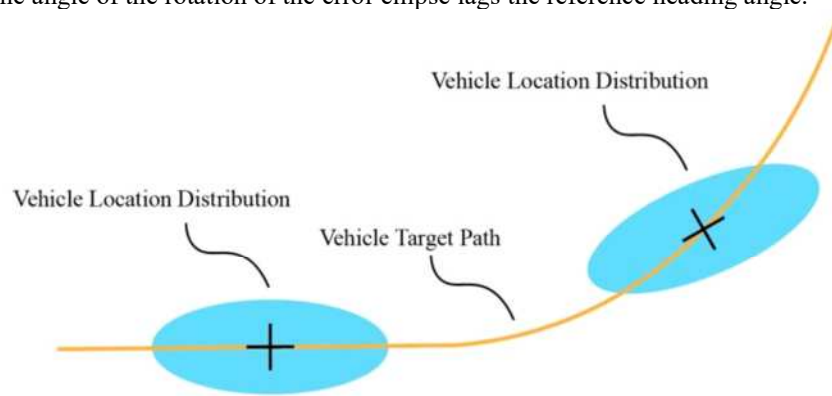 the angle of the rotation of the error ellipse lags the reference heading angle.
Vehicle Location Distribution
Vehicle Location Distribution
Vehicle Target Path